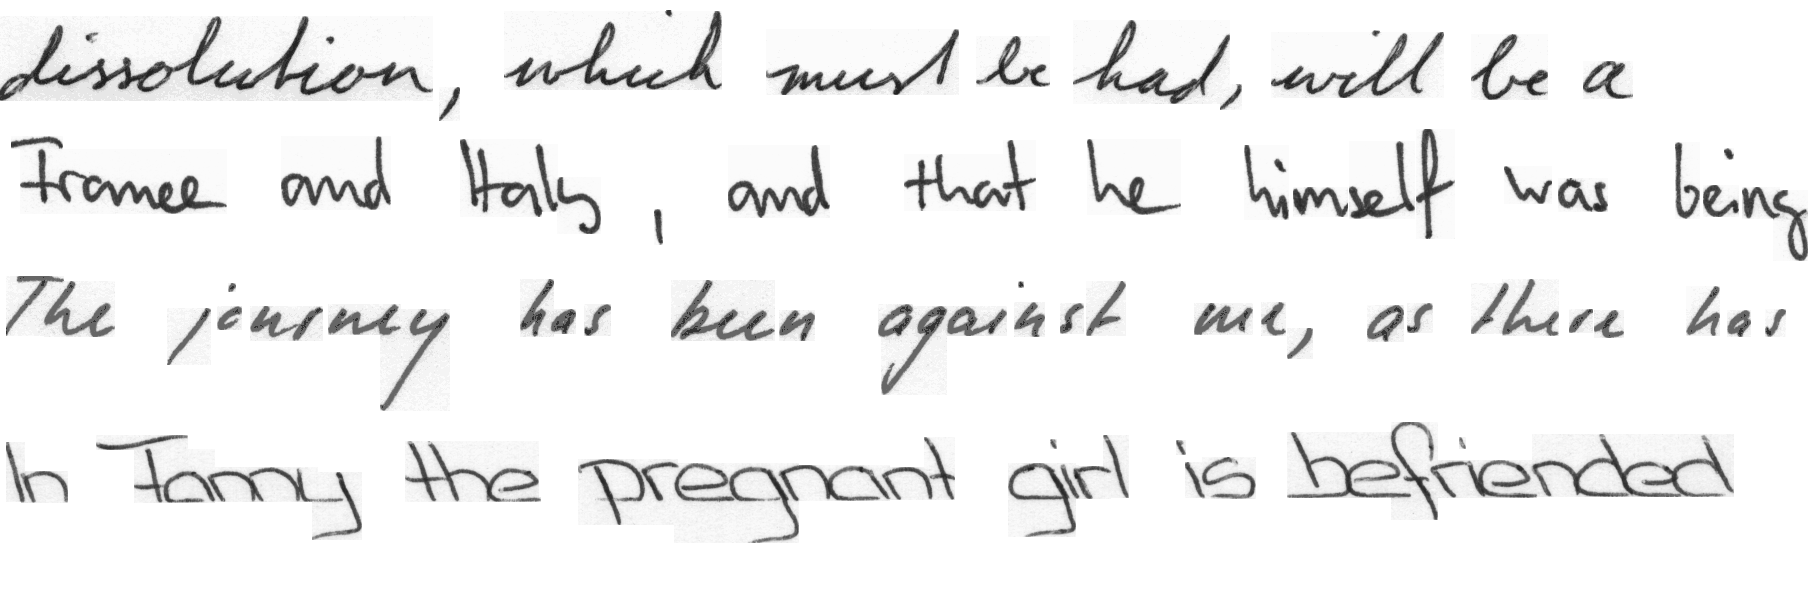 dissolution, which must be had, will be a
France and Italy, and that he himself was being
The journey has been against me, as there has
In Fanny the pregnant girl is befriended